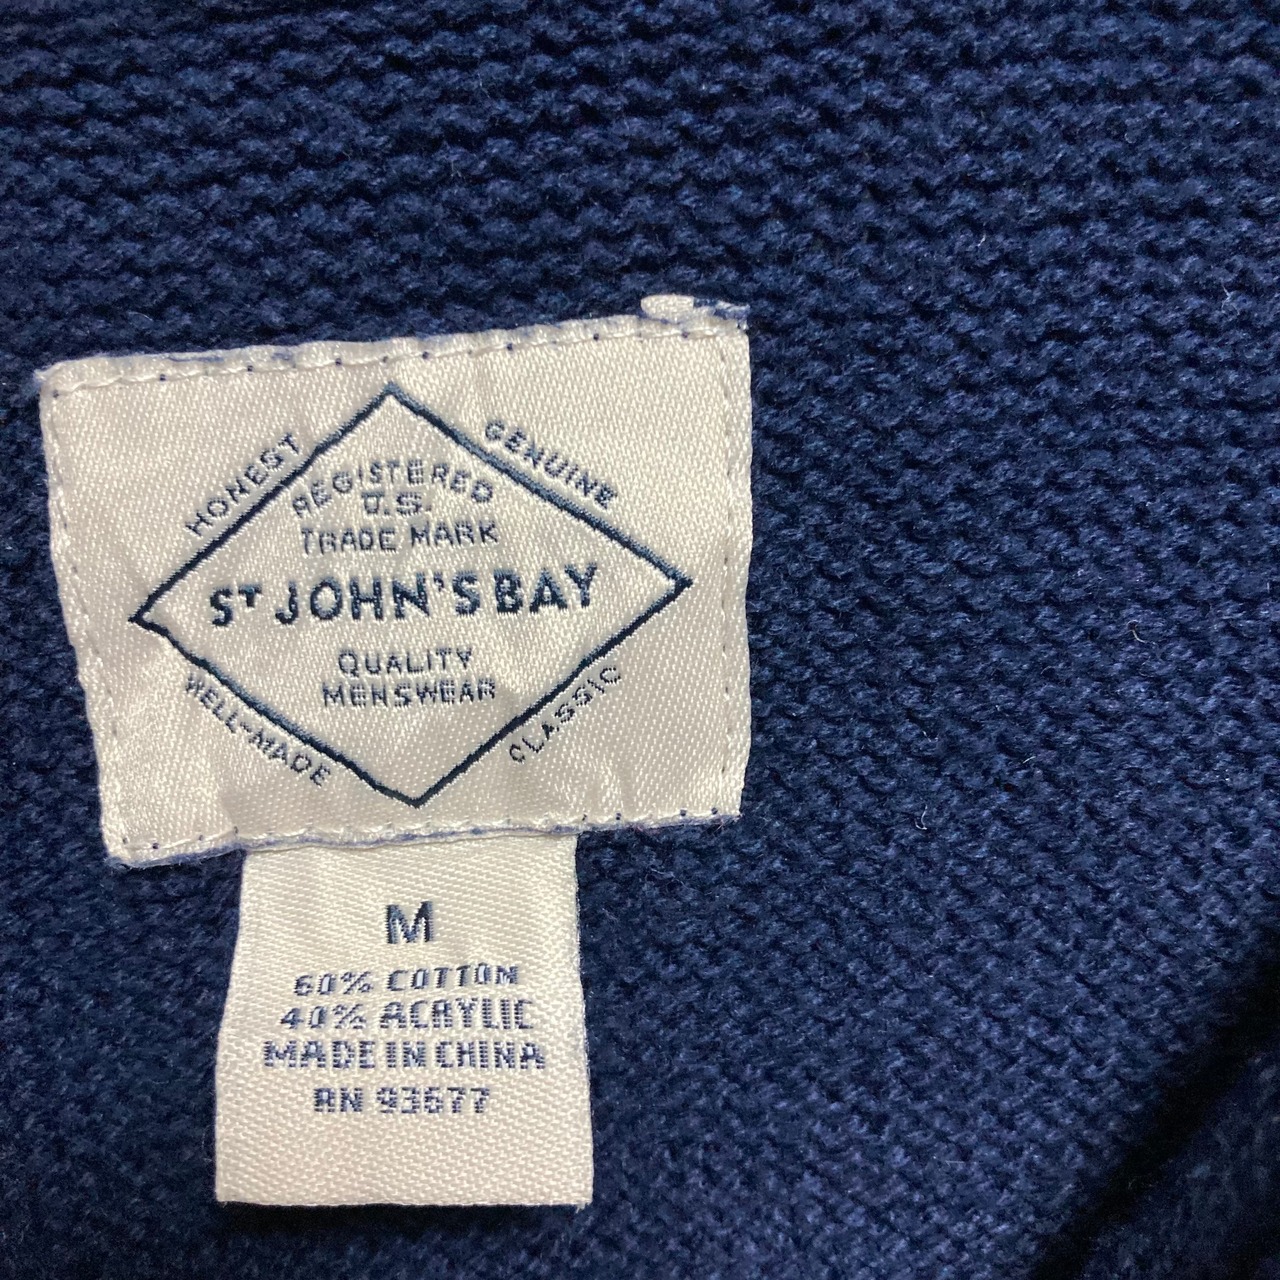 HONEST
GENUINE
REGISTERED
U.S.
TRADE MARK
ST JOHN'S BAY
QUALITY
MENSWEAR
WELL-MADE
CLASSIC
M
60% COTTON
40% ACRYLIC
MADE IN CHINA
RN 93677